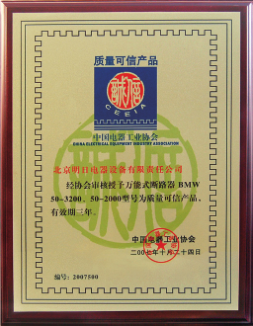 质量可信产品
诚信
CEEIA
中国电器工业协会
CHINA ELECTRICAL EQUIPMENT INDUSTRY ASSOCIATION
北京明日电器设备有限责任公司
经协会审核授予万能式断路器 BMW
50-3200、50-2000型号为质量可信产品。
有效期三年。
中国电器工业协会
二00七年十月二十四日
编号：2007500